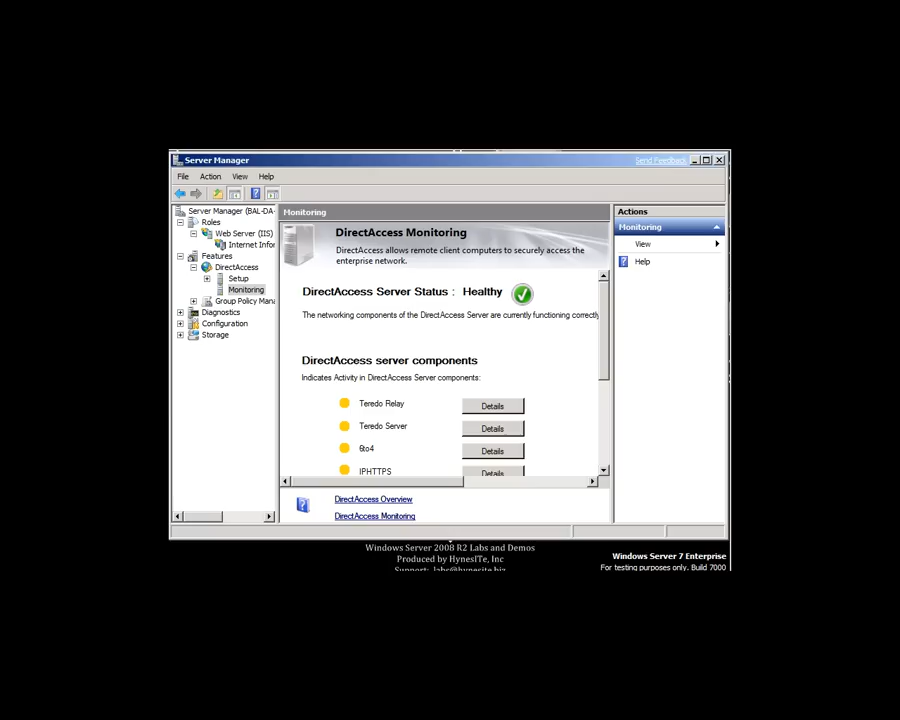 Server Manager
Send Feedback
File Action View Help
Server Manager (BAL-DA-
Roles
Web Server (IIS)
Internet Infor
Features
DirectAccess
Setup
Monitoring
Group Policy Mana
Diagnostics
Configuration
Storage
Monitoring
DirectAccess Monitoring
DirectAccess allows remote client computers to securely access the
enterprise network.
DirectAccess Server Status : Healthy
The networking components of the DirectAccess Server are currently functioning correctly
DirectAccess server components
Indicates Activity in DirectAccess Server components:
Teredo Relay Details
Teredo Server Details
6to4 Details
IPHTTPS Details
DirectAccess Overview
DirectAccess Monitoring
Actions
Monitoring
View
Help
Windows Server 2008 R2 Labs and Demos
Produced by HynesITe, Inc
Support: labs@hynesite.biz
Windows Server 7 Enterprise
For testing purposes only. Build 7000